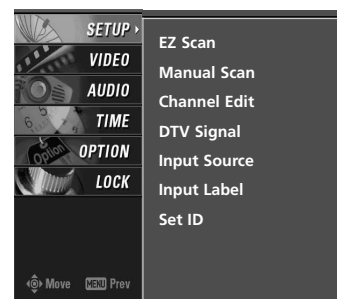 SETUP
VIDEO
AUDIO
TIME
OPTION
LOCK
Move MENU Prev
EZ Scan
Manual Scan
Channel Edit
DTV Signal
Input Source
Input Label
Set ID